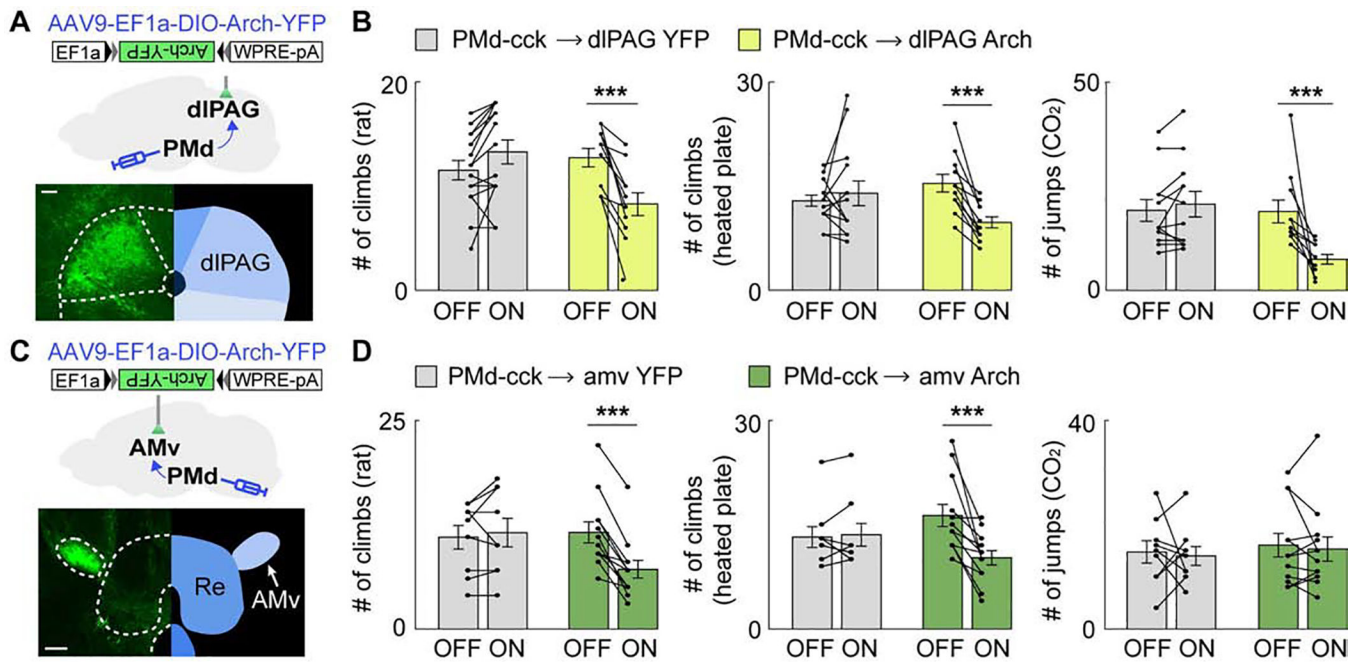 A
AAV9-EF1a-DIO-Arch-YFP
EF1a Arch-YFP WPRE-pA
dlPAG
PMd
dlPAG
B
PMd-cck → dlPAG YFP PMd-cck → dlPAG Arch
# of climbs (rat)
20
0
***
OFF ON OFF ON
# of climbs
(heated plate)
30
0
***
OFF ON OFF ON
# of jumps (CO₂)
50
0
***
OFF ON OFF ON
C
AAV9-EF1a-DIO-Arch-YFP
EF1a Arch-YFP WPRE-pA
AMv
PMd
Re
AMv
D
PMd-cck → amv YFP PMd-cck → amv Arch
# of climbs (rat)
25
0
***
OFF ON OFF ON
# of climbs
(heated plate)
30
0
***
OFF ON OFF ON
# of jumps (CO₂)
40
0
OFF ON OFF ON